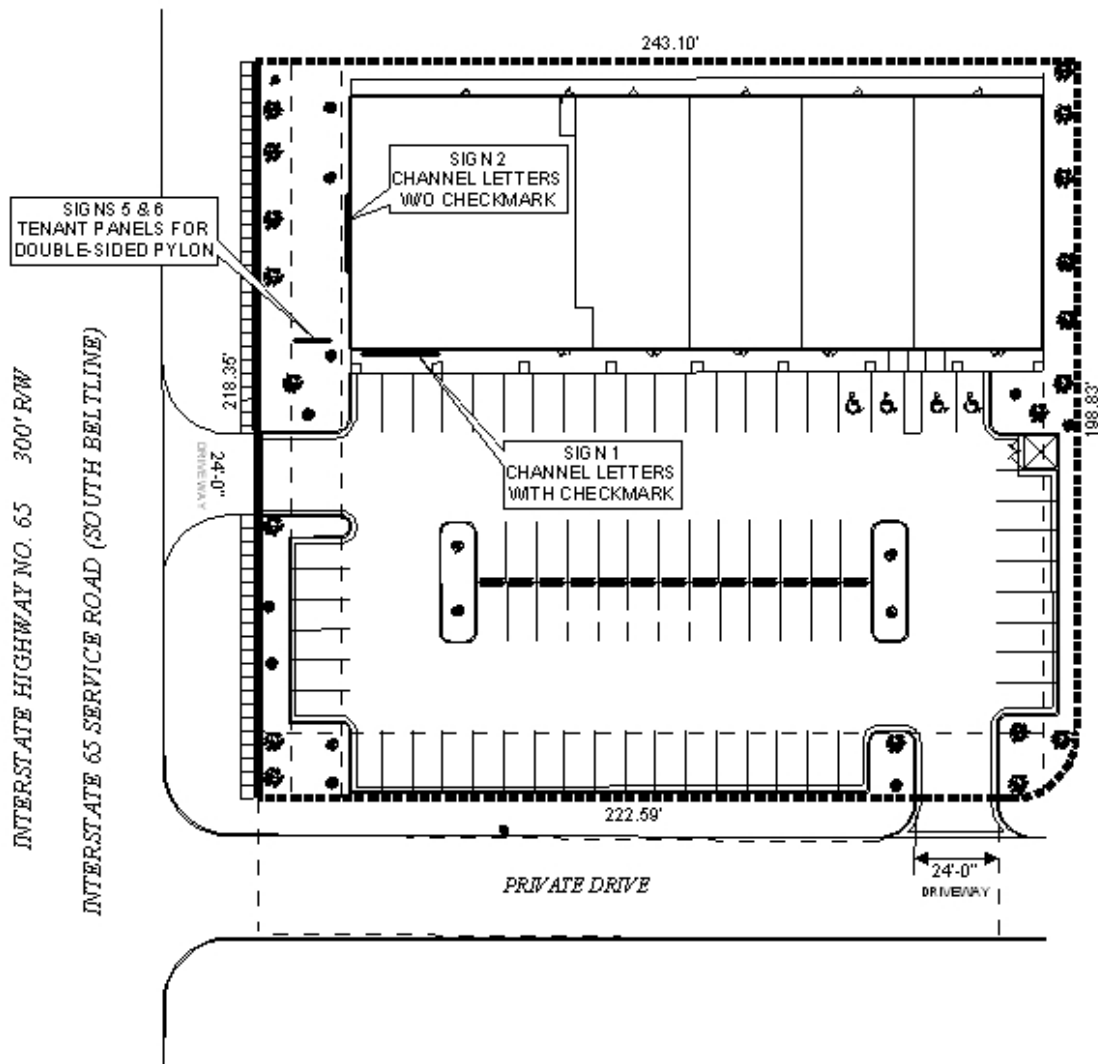 243.10'
SIGN 2
CHANNEL LETTERS
W/O CHECKMARK
SIGNS 5 & 6
TENANT PANELS FOR
DOUBLE-SIDED PYLON
218.35'
198.83'
24'-0"
DRIVEWAY
SIGN 1
CHANNEL LETTERS
WITH CHECKMARK
INTERSTATE HIGHWAY NO. 65 300' R/W
INTERSTATE 65 SERVICE ROAD (SOUTH BELTLINE)
222.59'
PRIVATE DRIVE
24'-0"
DRIVEWAY